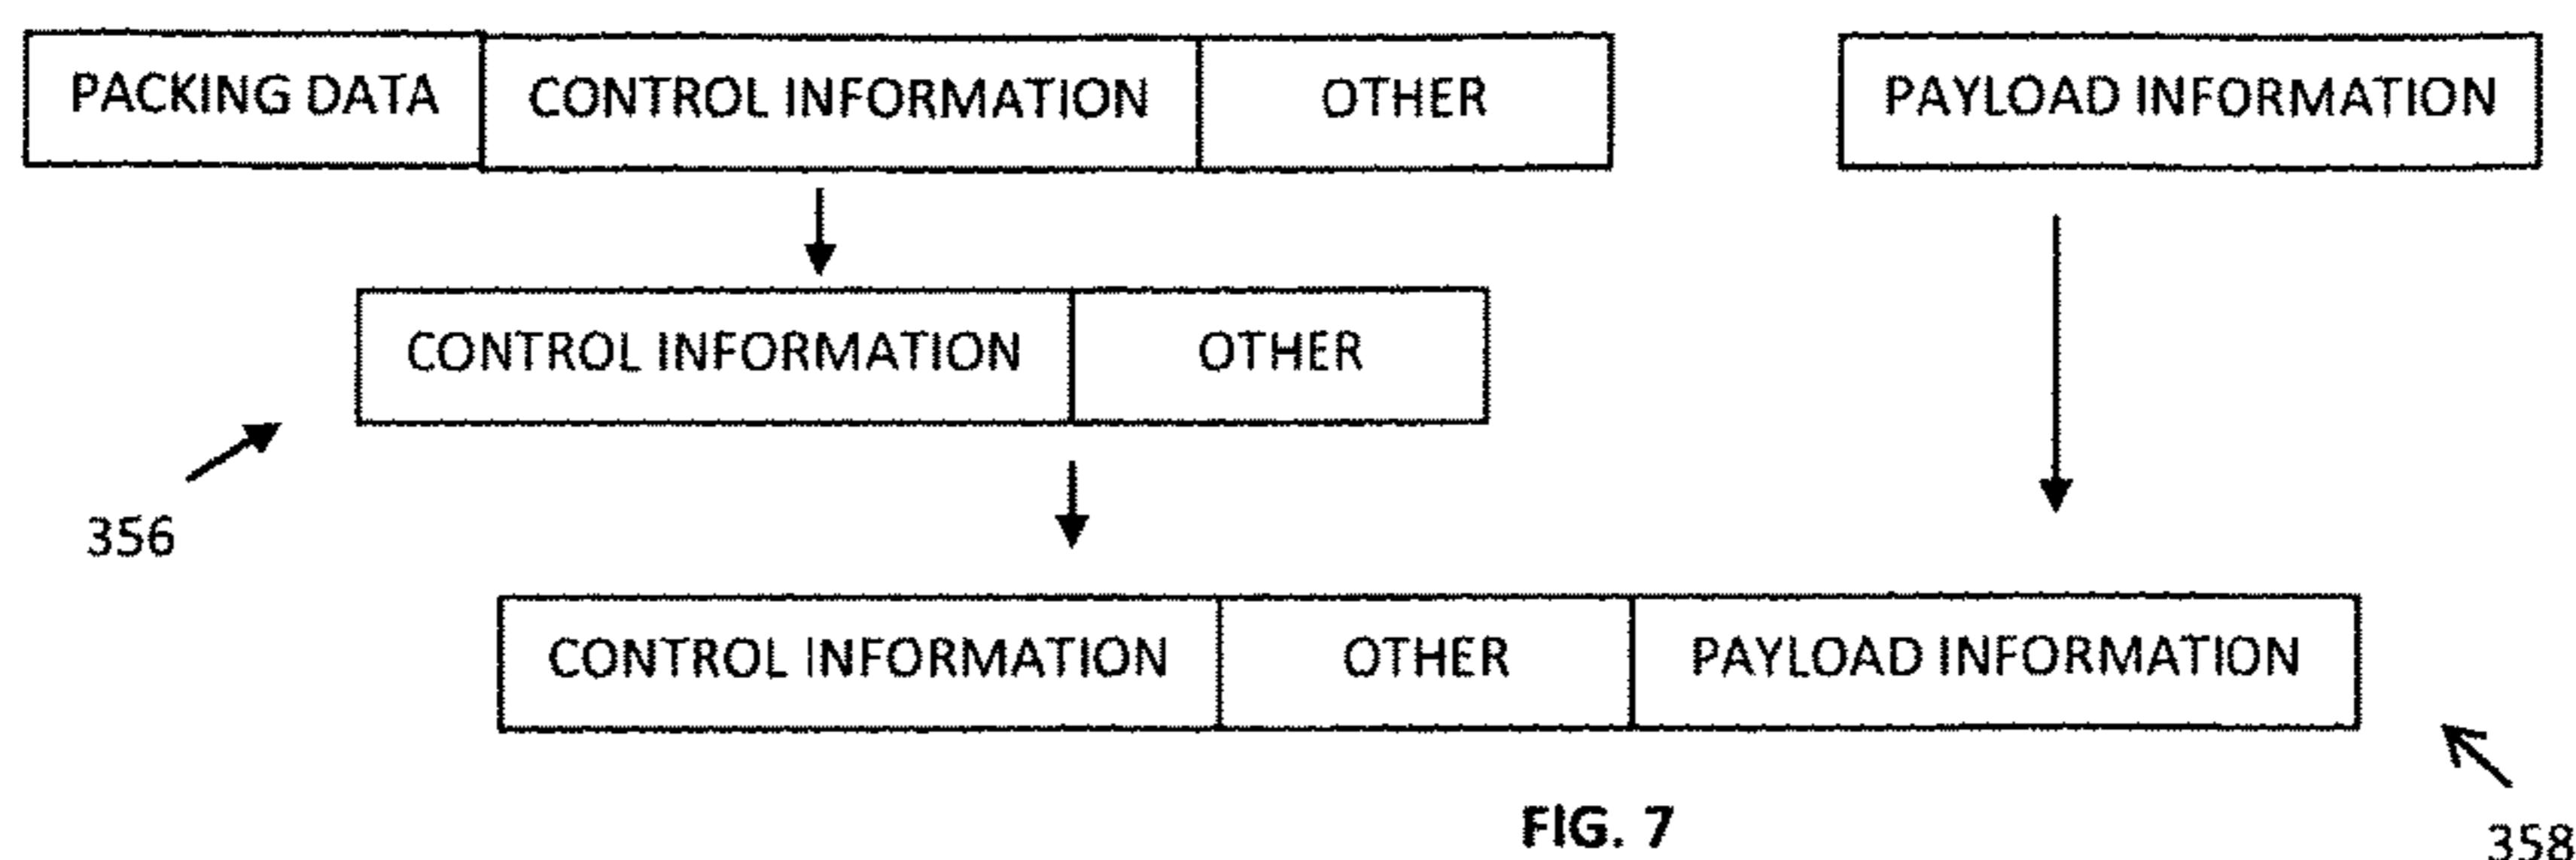 PACKING DATA CONTROL INFORMATION OTHER PAYLOAD INFORMATION
CONTROL INFORMATION OTHER
356
CONTROL INFORMATION OTHER PAYLOAD INFORMATION
FIG. 7
358